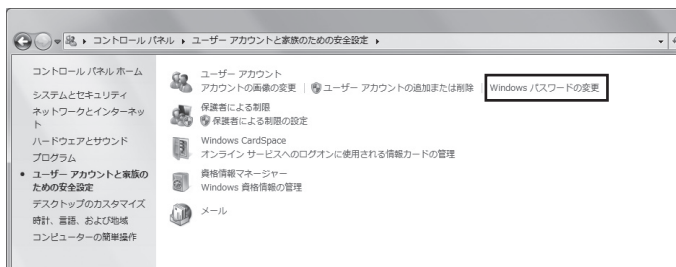 コントロール パネル ユーザー アカウントと家族のための安全設定
コントロール パネル ホーム
システムとセキュリティ
ネットワークとインターネッ
ト
ハードウェアとサウンド
プログラム
ユーザー アカウントと家族の
ための安全設定
デスクトップのカスタマイズ
時計、言語、および地域
コンピューターの簡単操作
ユーザー アカウント
アカウントの画像の変更 ユーザー アカウントの追加または削除 Windows パスワードの変更
保護者による制限
保護者による制限の設定
Windows CardSpace
オンライン サービスへのログオンに使用される情報カードの管理
資格情報マネージャー
Windows 資格情報の管理
メール